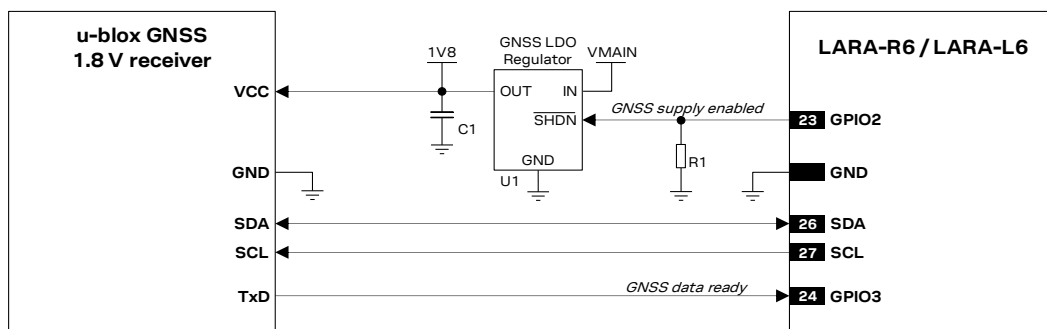 u-blox GNSS
1.8 V receiver
VCC
GND
SDA
SCL
TxD
1V8
C1
GNSS LDO
Regulator
VMAIN
OUT IN
SHDN
GND
U1
GNSS supply enabled
R1
GNSS data ready
LARA-R6 / LARA-L6
23 GPIO2
GND
26 SDA
27 SCL
24 GPIO3